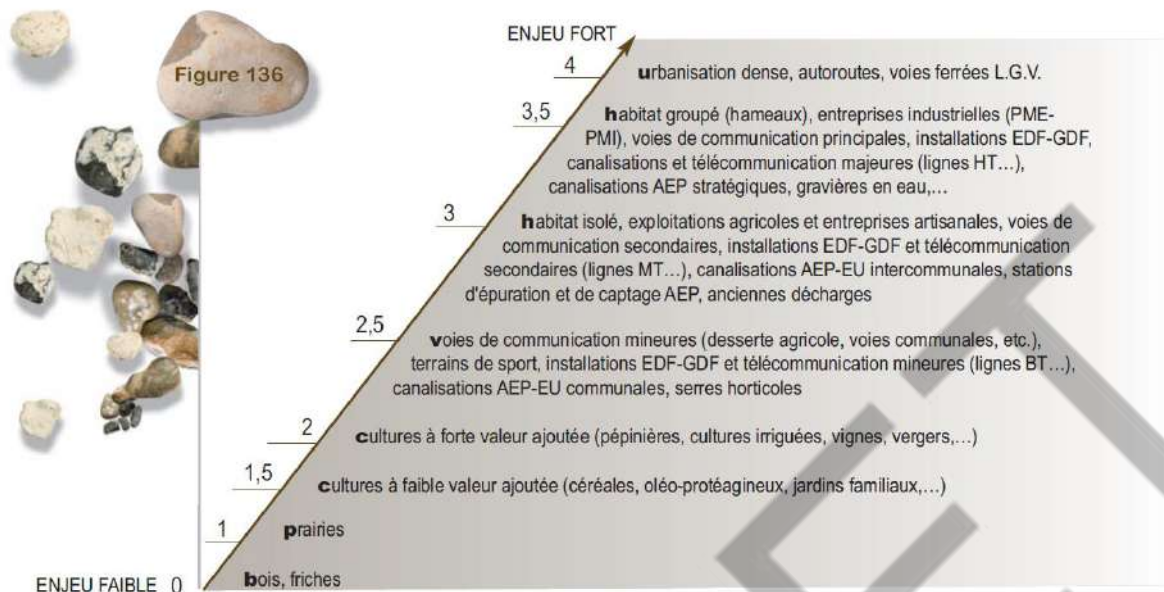 ENJEU FORT
Figure 136
4
urbanisation dense, autoroutes, voies ferrées L.G.V.
3,5
habitat groupé (hameaux), entreprises industrielles (PME-
PMI), voies de communication principales, installations EDF-GDF,
canalisations et télécommunication majeures (lignes HT...),
canalisations AEP stratégiques, gravières en eau,...
3
habitat isolé, exploitations agricoles et entreprises artisanales, voies de
communication secondaires, installations EDF-GDF et télécommunication
secondaires (lignes MT...), canalisations AEP-EU intercommunales, stations
d'épuration et de captage AEP, anciennes décharges
2,5
voies de communication mineures (desserte agricole, voies communales, etc.),
terrains de sport, installations EDF-GDF et télécommunication mineures (lignes BT...),
canalisations AEP-EU communales, serres horticoles
2
cultures à forte valeur ajoutée (pépinières, cultures irriguées, vignes, vergers,...)
1,5
cultures à faible valeur ajoutée (céréales, oléo-protéagineux, jardins familiaux,...)
1
prairies
ENJEU FAIBLE 0
bois, friches